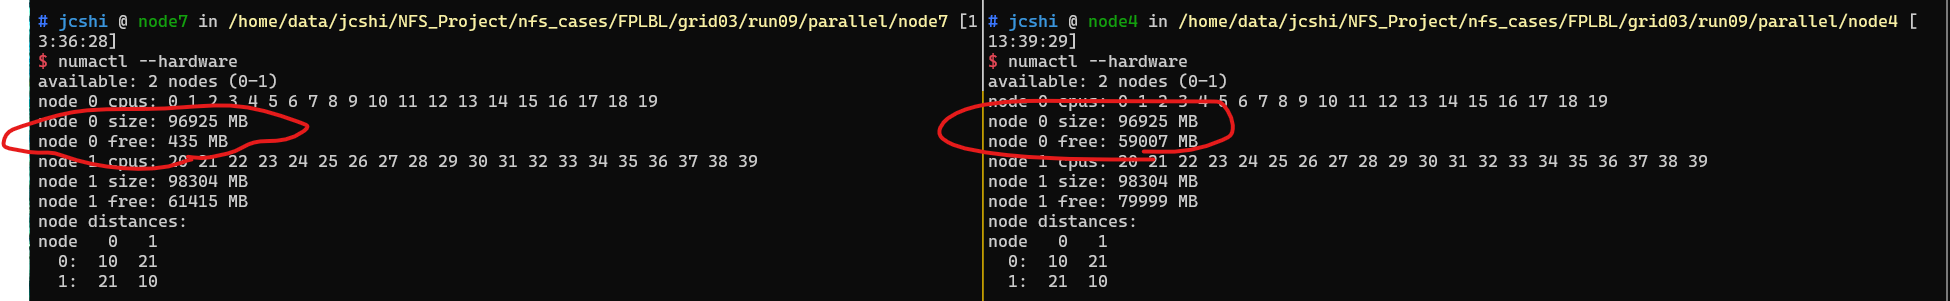 # jcshi @ node7 in /home/data/jcshi/NFS_Project/nfs_cases/FPLBL/grid03/run09/parallel/node7 [1
3:36:28]
$ numactl --hardware
available: 2 nodes (0-1)
node 0 cpus: 0 1 2 3 4 5 6 7 8 9 10 11 12 13 14 15 16 17 18 19
node 0 size: 96925 MB
node 0 free: 435 MB
node 1 cpus: 20 21 22 23 24 25 26 27 28 29 30 31 32 33 34 35 36 37 38 39
node 1 size: 98304 MB
node 1 free: 61415 MB
node distances:
node   0   1
  0:  10  21
  1:  21  10
# jcshi @ node4 in /home/data/jcshi/NFS_Project/nfs_cases/FPLBL/grid03/run09/parallel/node4 [
13:39:29]
$ numactl --hardware
available: 2 nodes (0-1)
node 0 cpus: 0 1 2 3 4 5 6 7 8 9 10 11 12 13 14 15 16 17 18 19
node 0 size: 96925 MB
node 0 free: 59007 MB
node 1 cpus: 20 21 22 23 24 25 26 27 28 29 30 31 32 33 34 35 36 37 38 39
node 1 size: 98304 MB
node 1 free: 79999 MB
node distances:
node   0   1
  0:  10  21
  1:  21  10